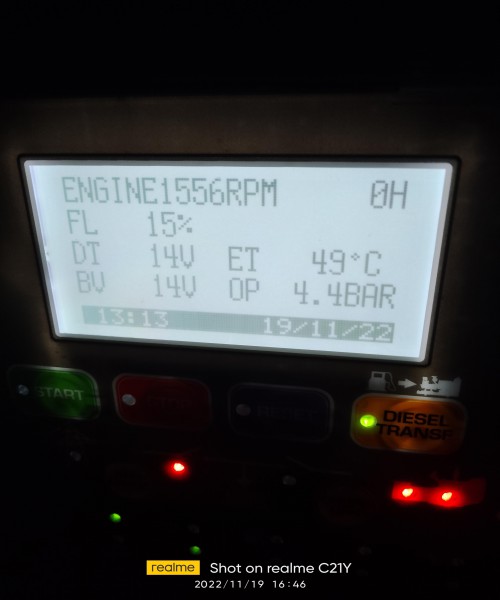 ENGINE1556RPM 0H
FL 15%
DT 14V ET 49°C
BV 14V OP 4.4BAR
13:13 19/11/22
START
DIESEL
TRANSF
realme Shot on realme C21Y
2022/11/19 16:46